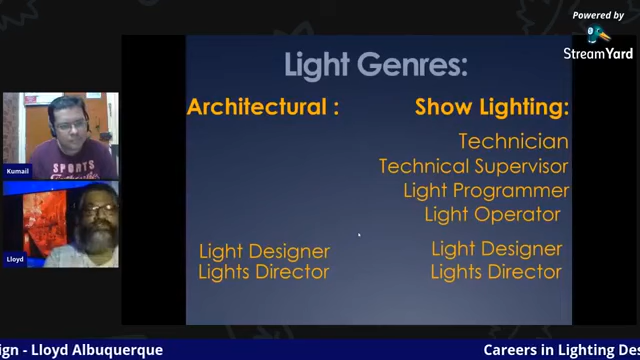 Powered by
StreamYard
Light Genres:
Architectural :
Show Lighting:
Technician
Technical Supervisor
Light Programmer
Light Operator
Light Designer
Lights Director
Light Designer
Lights Director
SPORTS
Kumail
Lloyd
ign - Lloyd Albuquerque
Careers in Lighting Des